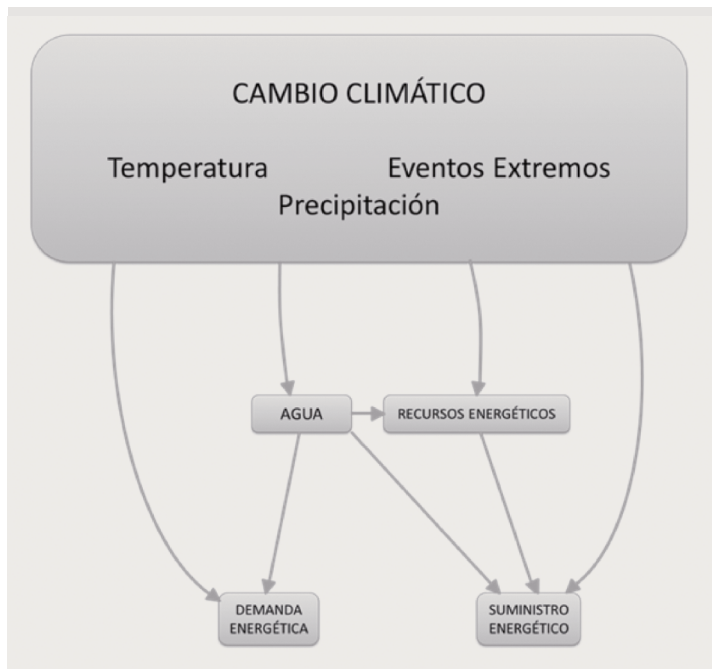 CAMBIO CLIMÁTICO
Temperatura Eventos Extremos
Precipitación
AGUA
RECURSOS ENERGÉTICOS
DEMANDA
ENERGÉTICA
SUMINISTRO
ENERGÉTICO